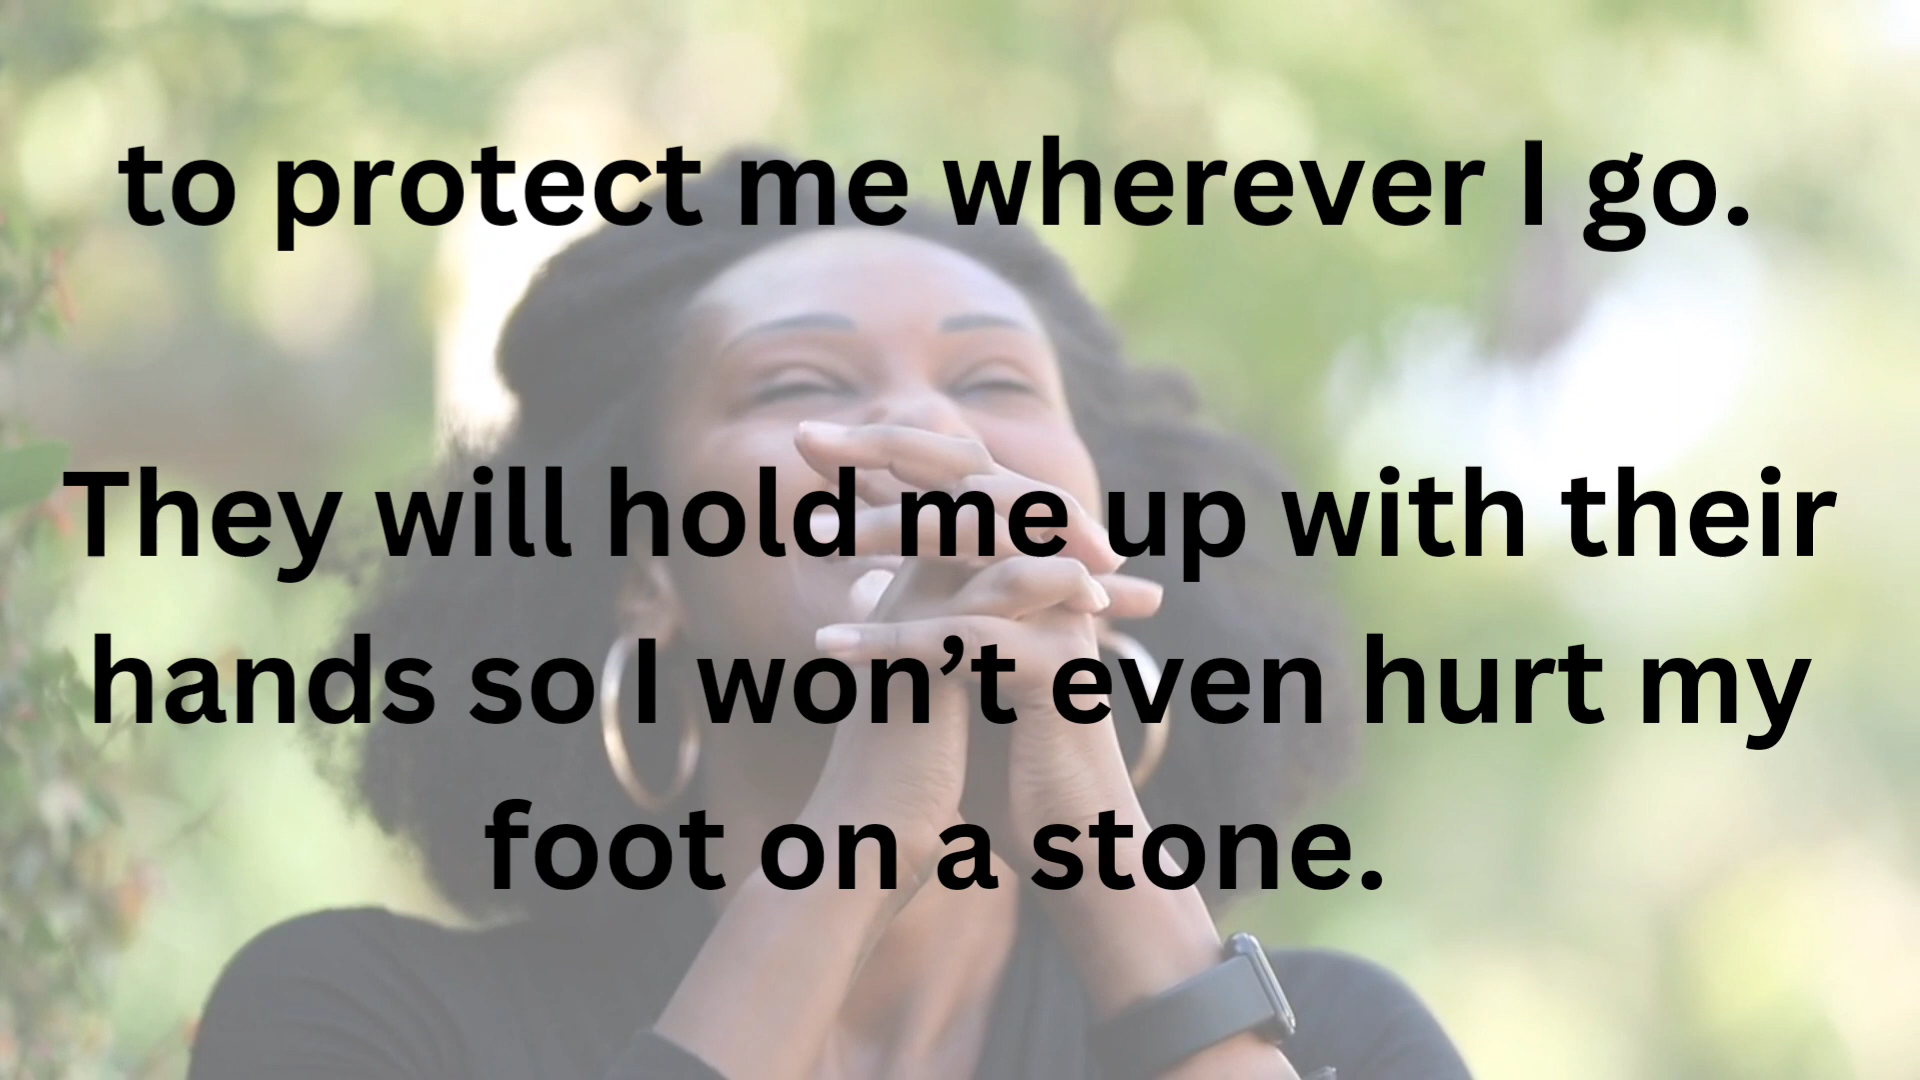 to protect me wherever I go.
They will hold me up with their
hands so I won’t even hurt my
foot on a stone.